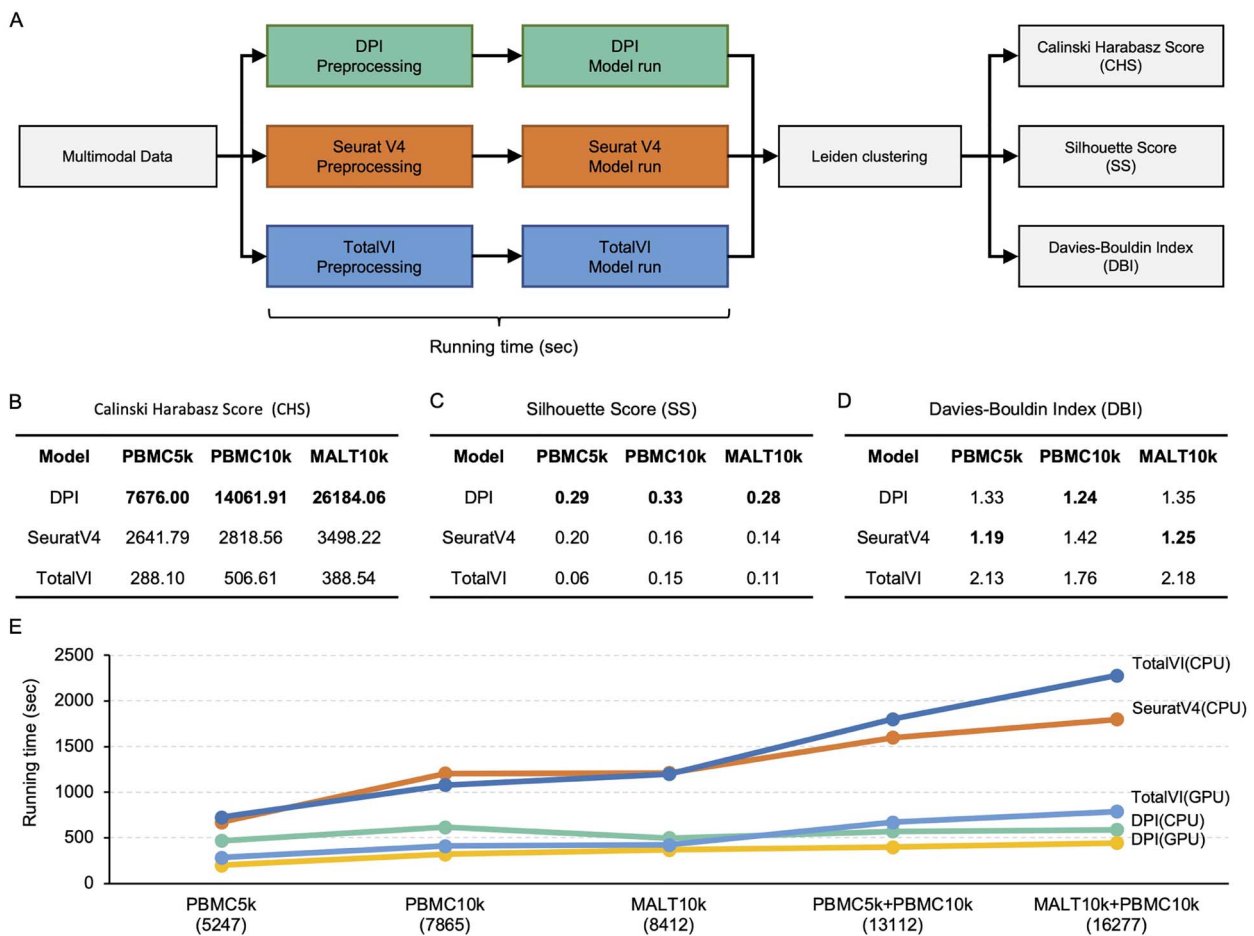 A
DPI
Preprocessing
DPI
Model run
Calinski Harabasz Score
(CHS)
Multimodal Data
Seurat V4
Preprocessing
Seurat V4
Model run
Leiden clustering
Silhouette Score
(SS)
TotalVI
Preprocessing
TotalVI
Model run
Davies-Bouldin Index
(DBI)
Running time (sec)
B
Calinski Harabasz Score (CHS)
Model PBMC5k PBMC10k MALT10k
DPI 7676.00 14061.91 26184.06
SeuratV4 2641.79 2818.56 3498.22
TotalVI 288.10 506.61 388.54
C
Silhouette Score (SS)
Model PBMC5k PBMC10k MALT10k
DPI 0.29 0.33 0.28
SeuratV4 0.20 0.16 0.14
TotalVI 0.06 0.15 0.11
D
Davies-Bouldin Index (DBI)
Model PBMC5k PBMC10k MALT10k
DPI 1.33 1.24 1.35
SeuratV4 1.19 1.42 1.25
TotalVI 2.13 1.76 2.18
E
Running time (sec)
2500
2000
1500
1000
500
0
TotalVI(CPU)
SeuratV4(CPU)
TotalVI(GPU)
DPI(CPU)
DPI(GPU)
PBMC5k
(5247)
PBMC10k
(7865)
MALT10k
(8412)
PBMC5k+PBMC10k
(13112)
MALT10k+PBMC10k
(16277)